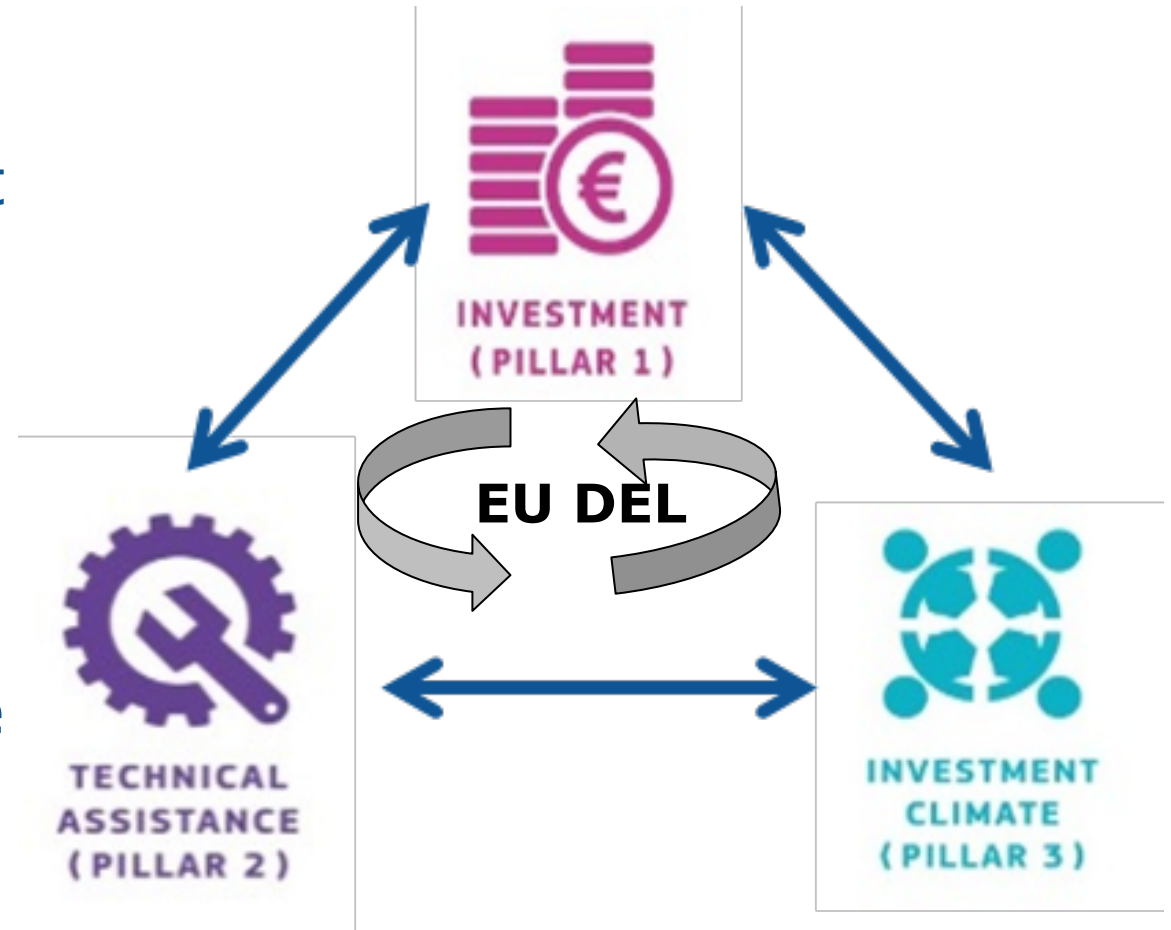 €
INVESTMENT
(PILLAR 1)
EU DEL
TECHNICAL
ASSISTANCE
(PILLAR 2)
INVESTMENT
CLIMATE
(PILLAR 3)